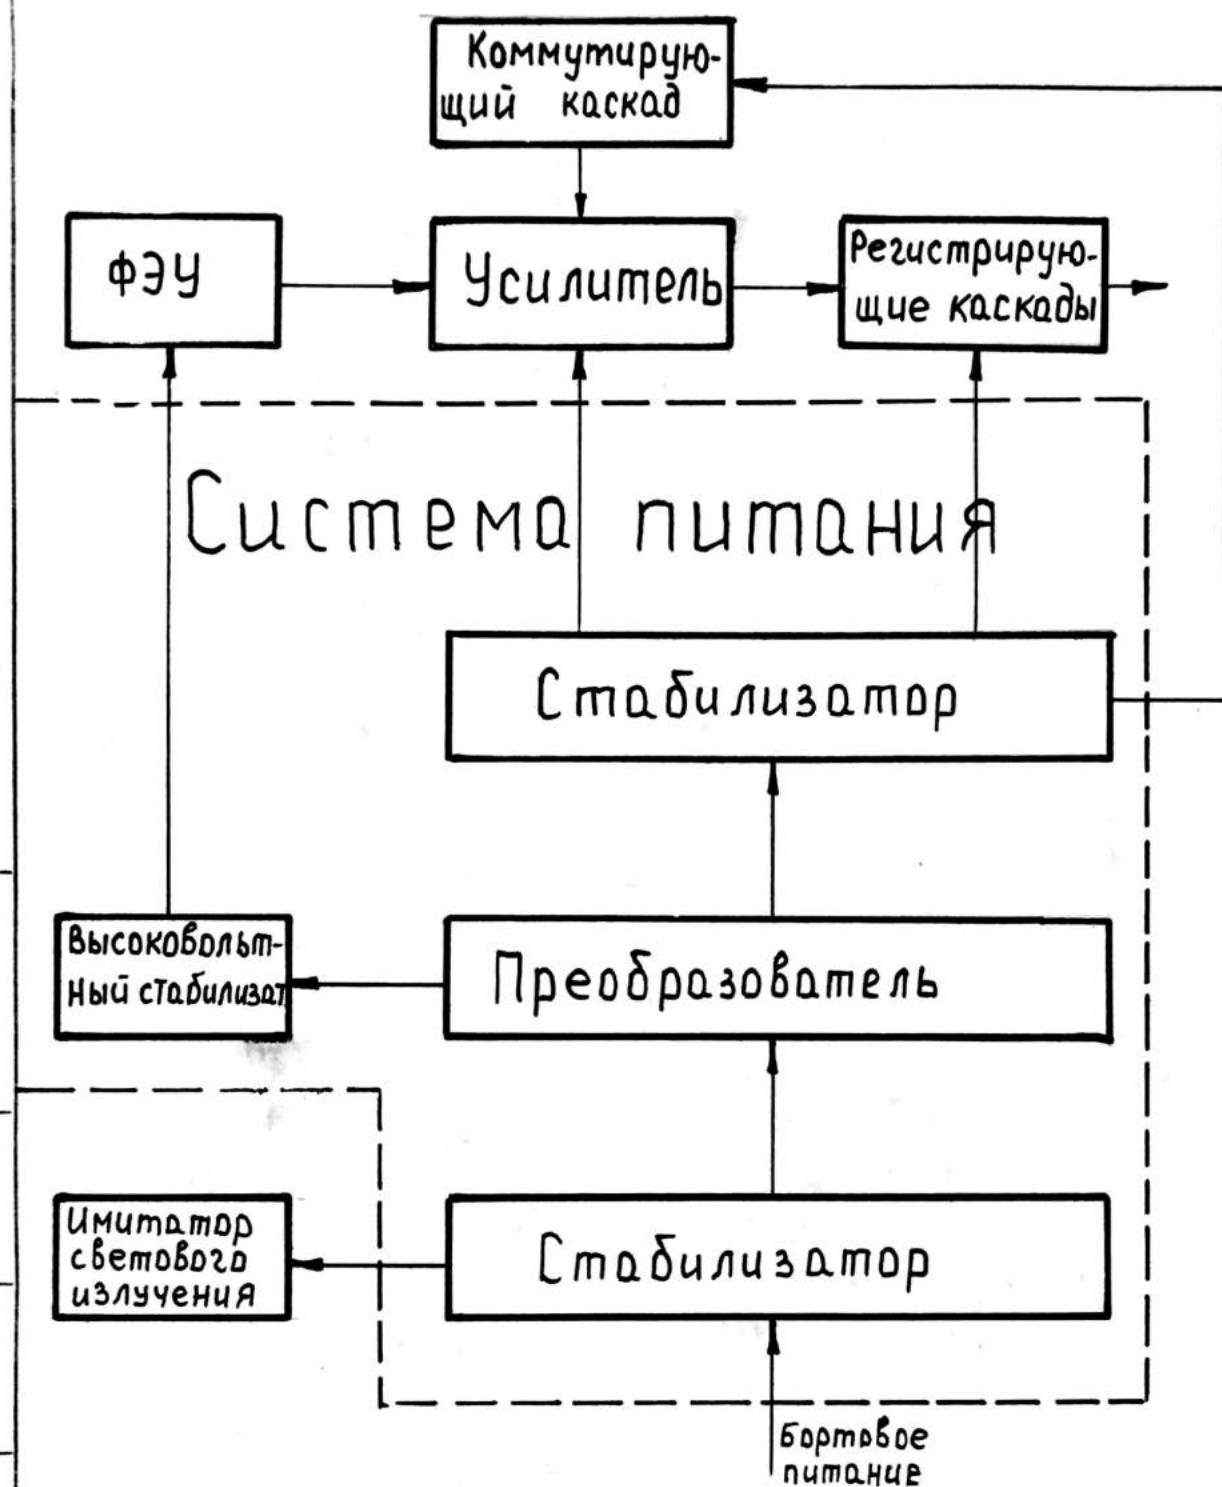 Коммутирую-
щий каскад
ФЭУ
Усилитель
Регистрирую-
щие каскады
Система питания
Стабилизатор
Высоковольт-
ный стабилизат
Преобразователь
Имитатор
светового
излучения
Стабилизатор
Бортовое
питание